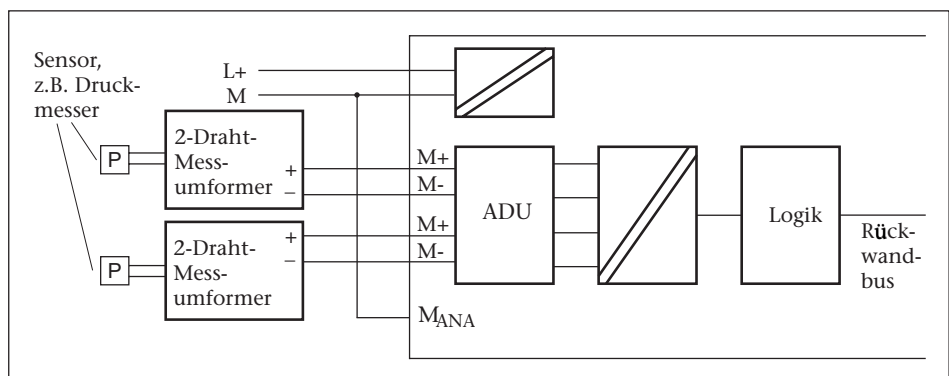 Sensor,
z.B. Druck-
messer
L+
M
P
2-Draht-
Mess-
umformer
+
–
M+
M-
P
2-Draht-
Mess-
umformer
+
–
M+
M-
ADU
Logik
Rück-
wand-
bus
MANA